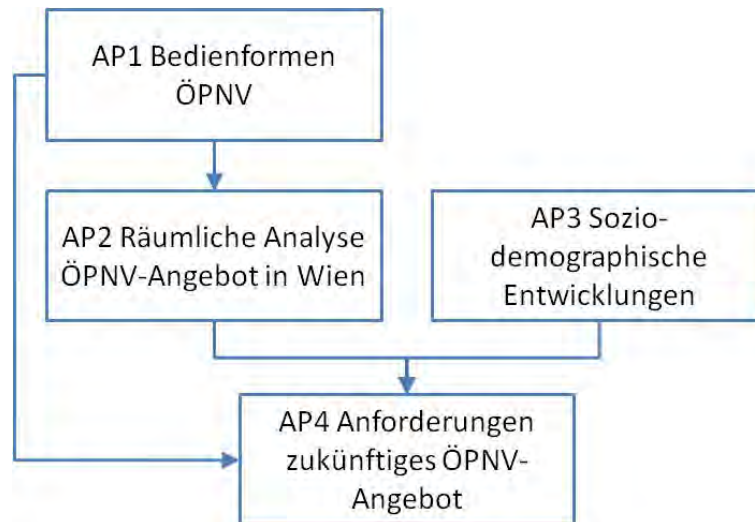 AP1 Bedienformen
ÖPNV
AP2 Räumliche Analyse
ÖPNV-Angebot in Wien
AP3 Sozio-
demographische
Entwicklungen
AP4 Anforderungen
zukünftiges ÖPNV-
Angebot